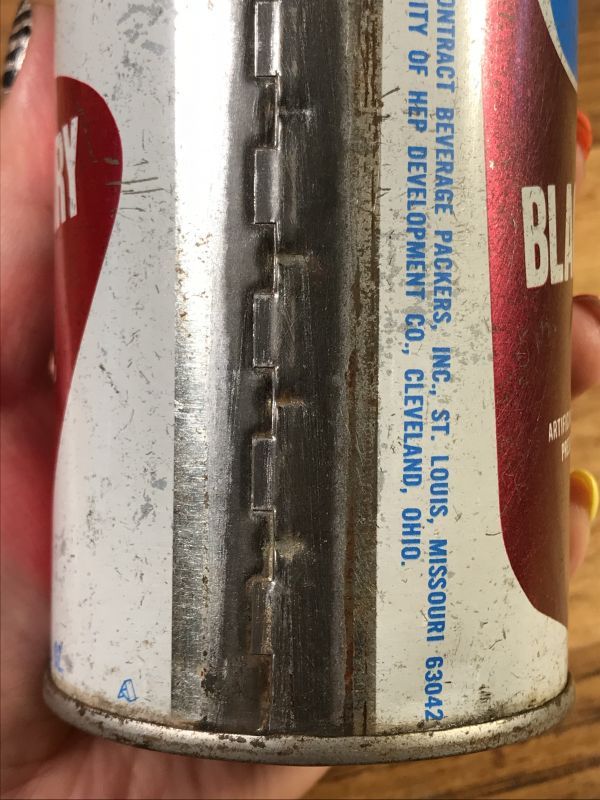 ONTRACT BEVERAGE PACKERS, INC., ST. LOUIS, MISSOURI 63042
ITY OF HEP DEVELOPMENT CO., CLEVELAND, OHIO.
RY
BLA
A